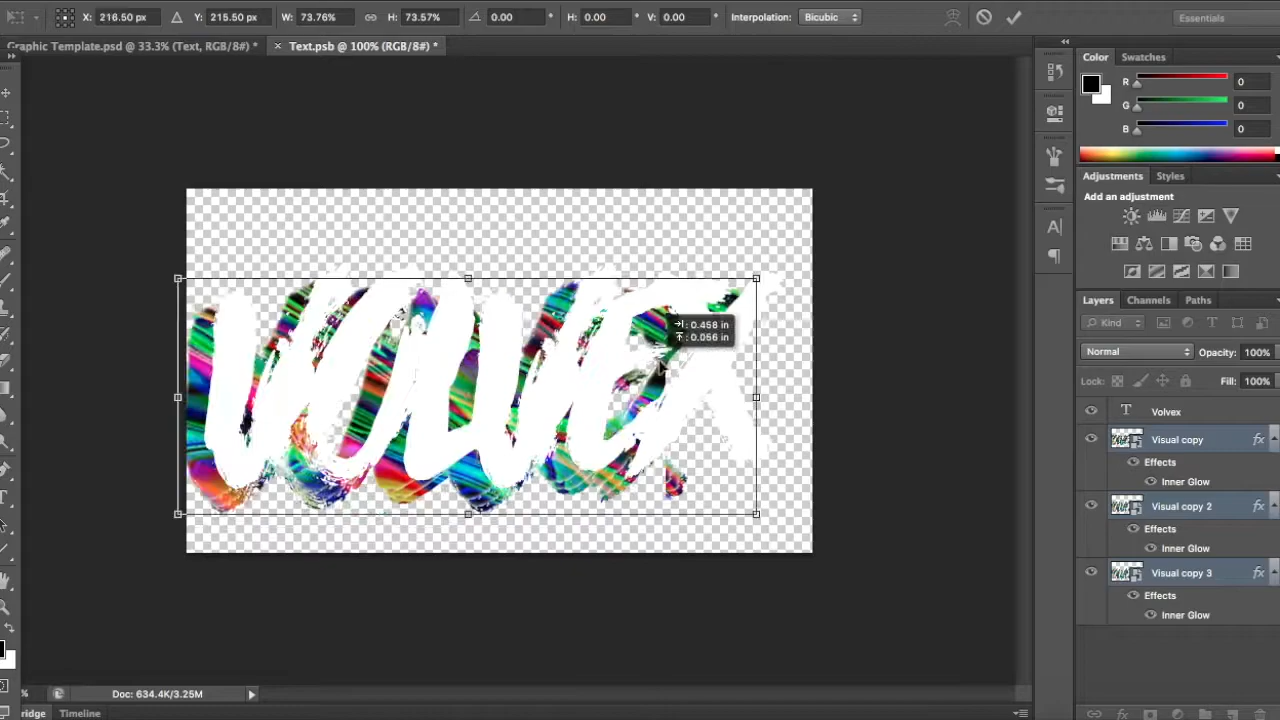 X: 216.50 px Y: 215.50 px W: 73.76% H: 73.57% 0.00 ° H: 0.00 ° V: 0.00 ° Interpolation: Bicubic Essentials
Graphic Template.psd @ 33.3% (Text, RGB/8#) * × Text.psb @ 100% (RGB/8#) *
Color Swatches
R 0
G 0
B 0
Adjustments Styles
Add an adjustment
Layers Channels Paths
Kind
Normal Opacity: 100%
Lock: Fill: 100%
T Volvex
Visual copy fx
Effects
Inner Glow
Visual copy 2 fx
Effects
Inner Glow
Visual copy 3 fx
Effects
Inner Glow
: 0.458 in
: 0.056 in
% Doc: 634.4K/3.25M
ridge Timeline